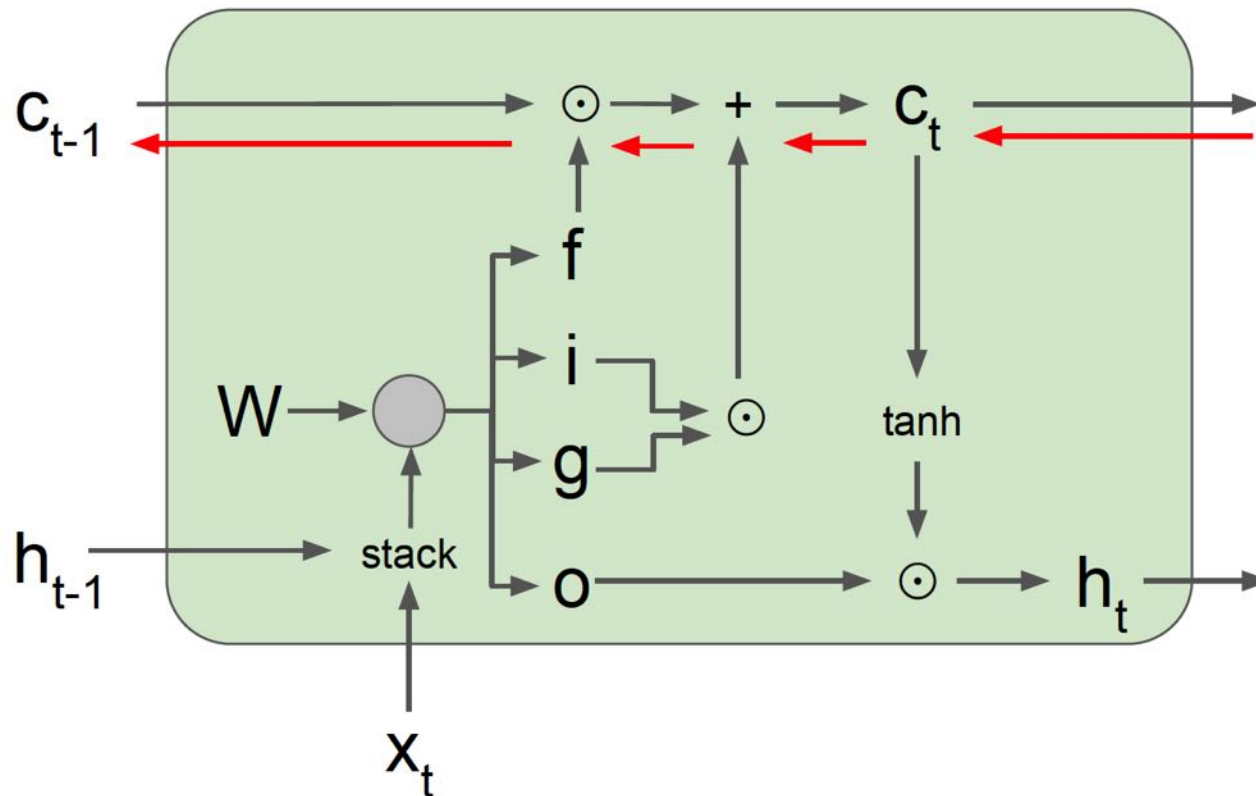 c_{t-1} ⊙ + c_t
f
i
W ⊙ tanh
g
h_{t-1} stack
o ⊙ h_t
x_t